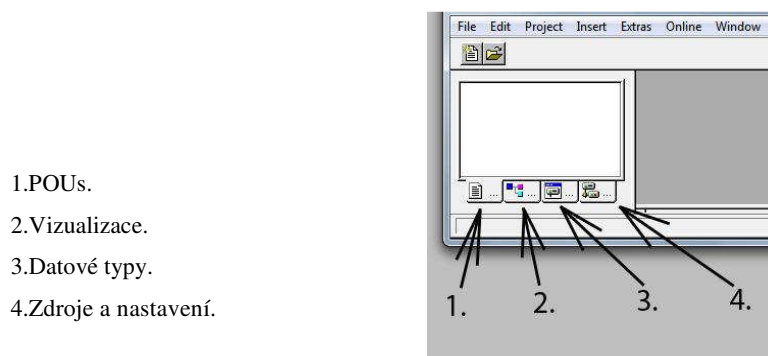 1.POUs.
2.Vizualizace.
3.Datové typy.
4.Zdroje a nastavení.
File Edit Project Insert Extras Online Window
... ... ... ...
1. 2. 3. 4.